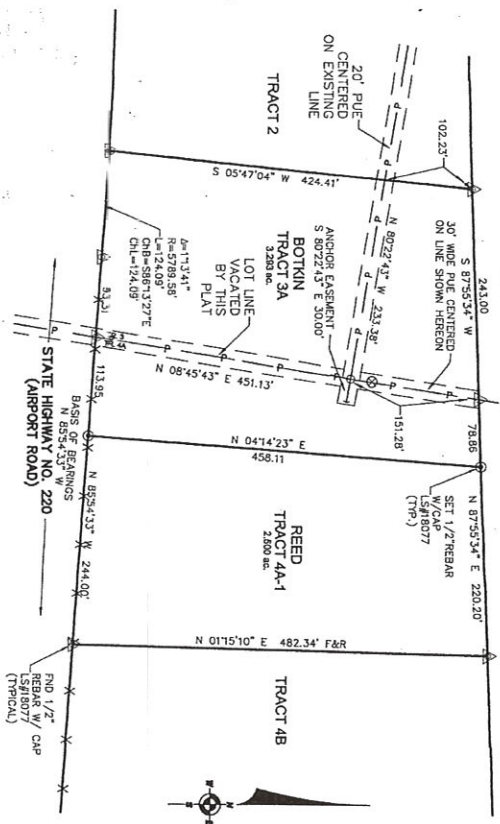 20' PUE
CENTERED
ON EXISTING
LINE
TRACT 2
102.23'
S 87°55'34" W
243.00
30' WIDE PUE CENTERED
ON LINE SHOWN HEREON
S 05°47'04" W 424.41'
N 80°22'43" W 233.38'
ANCHOR EASEMENT
S 80°22'43" E 30.00'
BOTKIN
TRACT 3A
3.293 ac.
LOT LINE
VACATED
BY THIS
PLAT
Δ=1°13'41"
R=5789.58'
L=124.09'
ChB=S86°13'27"E
ChL=124.09'
53.31
N 08°45'43" E 451.13'
151.28'
78.86
N 87°55'34" E 220.20'
SET 1/2" REBAR
W/CAP
LS#18077
(TYP.)
N 04°14'23" E
458.11
113.85
BASIS OF BEARINGS
N 85°54'33" W
N 85°54'33" W 244.00'
STATE HIGHWAY NO. 220
(AIRPORT ROAD)
REED
TRACT 4A-1
2.500 ac.
N 01°15'10" E 482.34' F&R
TRACT 4B
FND 1/2"
REBAR W/ CAP
LS#18077
(TYPICAL)
N